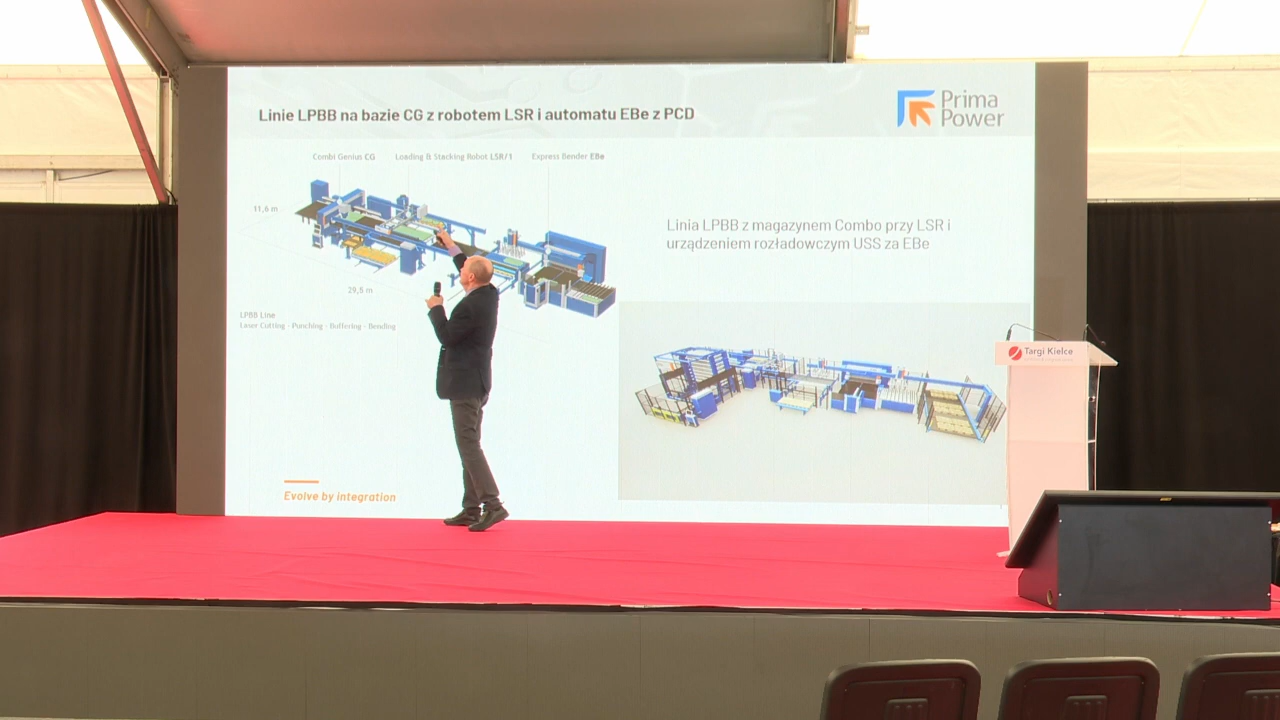 Linie LPBB na bazie CG z robotem LSR i automatu EBe z PCD
Prima
Power
Combi Genius CG
Loading & Stacking Robot LSR/1
Express Bender EBe
11,6 m
29,5 m
LPBB Line
Laser Cutting - Punching - Buffering - Bending
Linia LPBB z magazynem Combo przy LSR i
urządzeniem rozładowczym USS za EBe
Evolve by integration
Targi Kielce